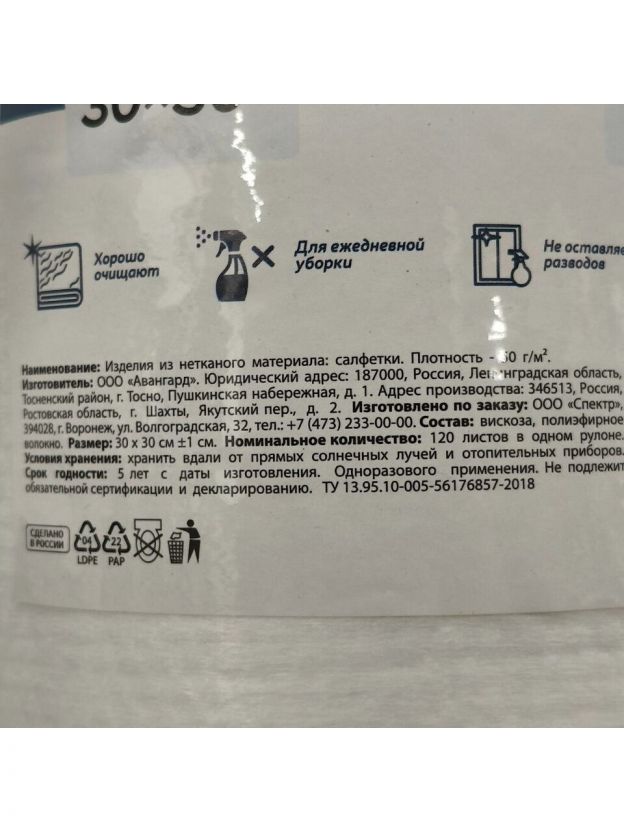 Хорошо
очищают
Для ежедневной
уборки
Не оставляе
разводов
Наименование: Изделия из нетканого материала: салфетки. Плотность - 0 г/м².
Изготовитель: ООО «Авангард». Юридический адрес: 187000, Россия, Ленинградская область,
Тосненский район, г. Тосно, Пушкинская набережная, д. 1. Адрес производства: 346513, Россия,
Ростовская область, г. Шахты, Якутский пер., д. 2. Изготовлено по заказу: ООО «Спектр»,
394028, г. Воронеж, ул. Волгоградская, 32, тел.: +7 (473) 233-00-00. Состав: вискоза, полиэфирное
волокно. Размер: 30 x 30 см ±1 см. Номинальное количество: 120 листов в одном рулоне.
Условия хранения: хранить вдали от прямых солнечных лучей и отопительных приборов.
Срок годности: 5 лет с даты изготовления. Одноразового применения. Не подлежит
обязательной сертификации и декларированию. ТУ 13.95.10-005-56176857-2018
СДЕЛАНО
В РОССИИ
04 22
LDPE PAP